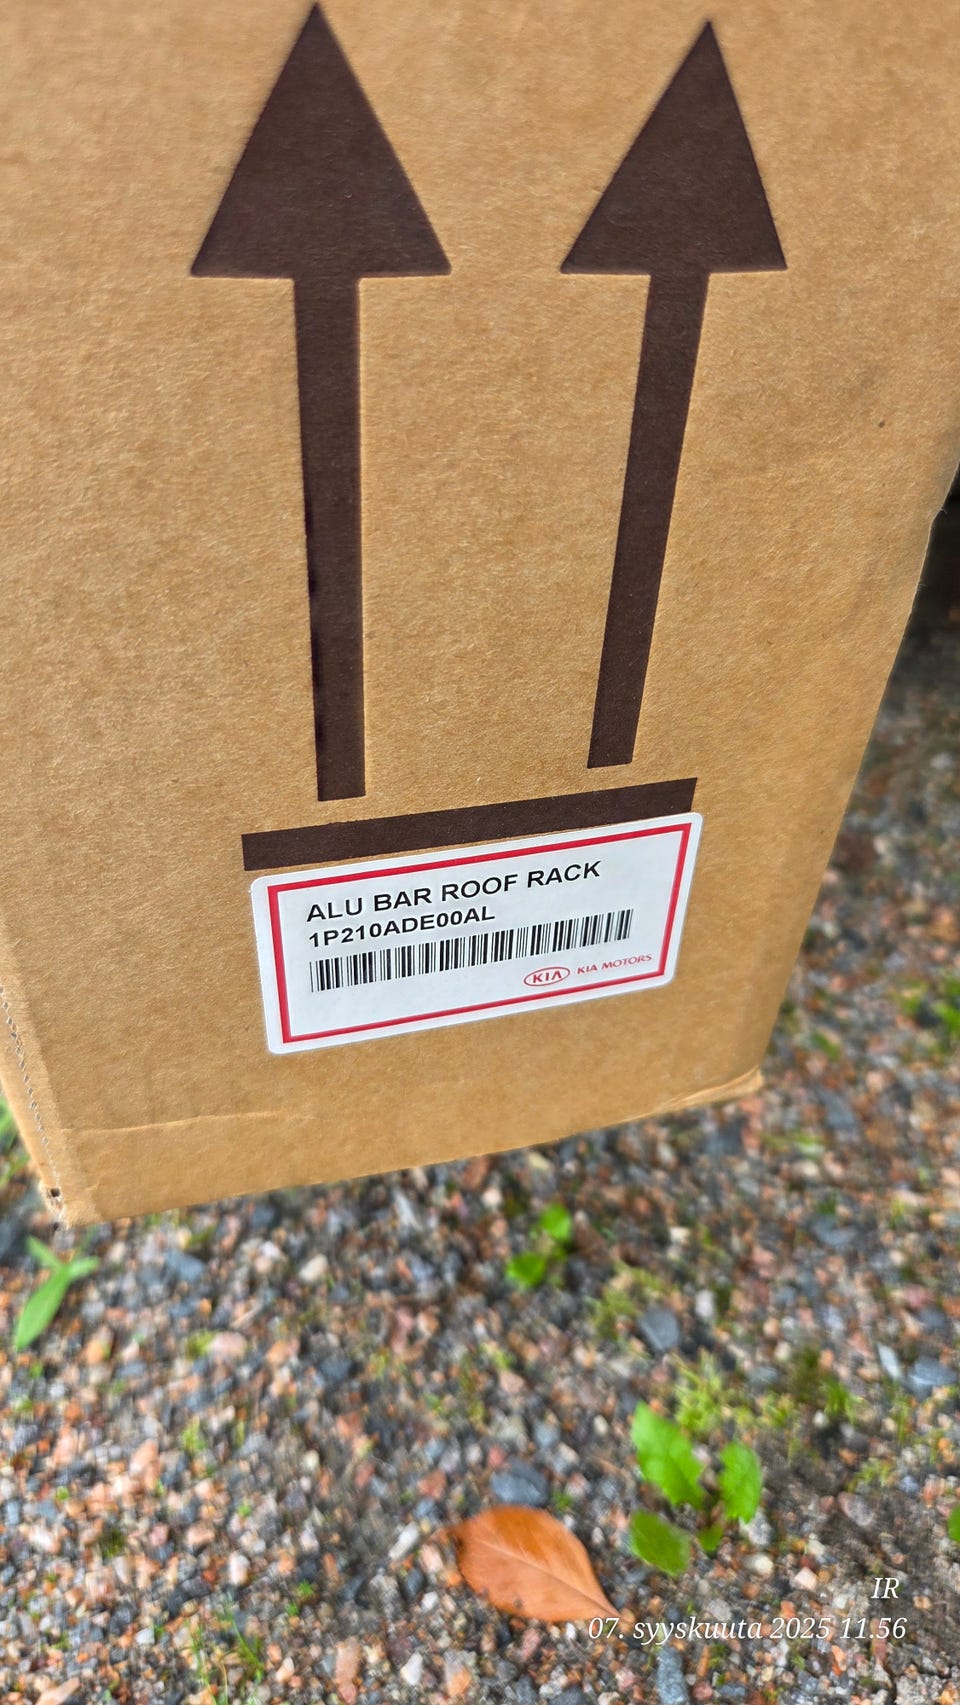 ALU BAR ROOF RACK
1P210ADE00AL
KIA KIA MOTORS
IR
07. syyskuuta 2025 11.56